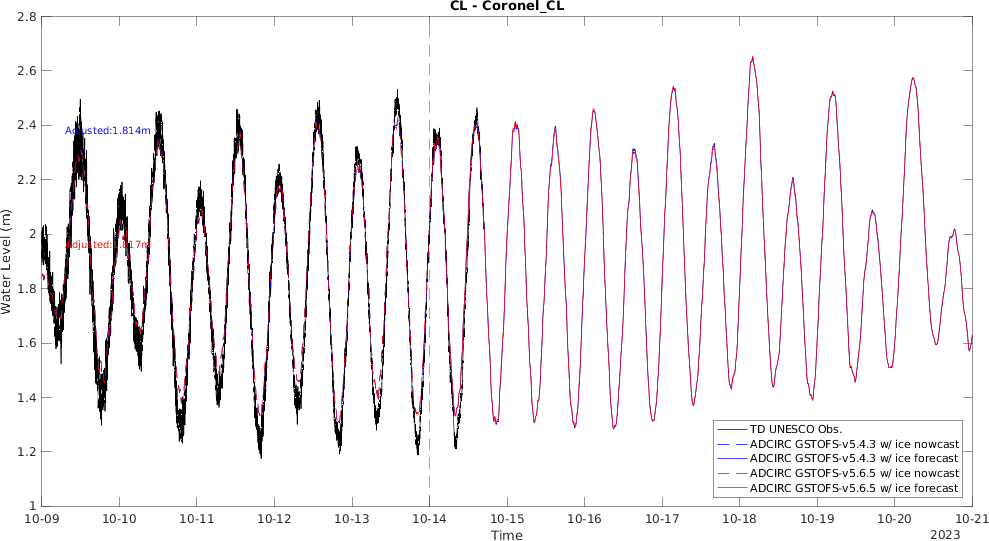 CL - Coronel_CL
2.8
2.6
2.4
2.2
2
1.8
1.6
1.4
1.2
1
Water Level (m)
Adjusted:1.814m
Adjusted:1.817m
TD UNESCO Obs.
ADCIRC GSTOFS-v5.4.3 w/ ice nowcast
ADCIRC GSTOFS-v5.4.3 w/ ice forecast
ADCIRC GSTOFS-v5.6.5 w/ ice nowcast
ADCIRC GSTOFS-v5.6.5 w/ ice forecast
10-09 10-10 10-11 10-12 10-13 10-14 10-15 10-16 10-17 10-18 10-19 10-20 10-21
Time
2023